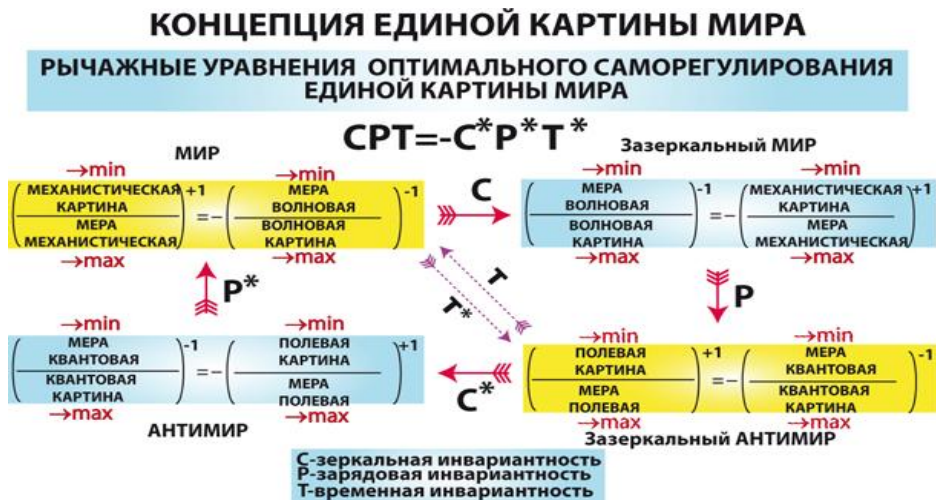 КОНЦЕПЦИЯ ЕДИНОЙ КАРТИНЫ МИРА
РЫЧАЖНЫЕ УРАВНЕНИЯ ОПТИМАЛЬНОГО САМОРЕГУЛИРОВАНИЯ
ЕДИНОЙ КАРТИНЫ МИРА
CPT=-C*P*T*
МИР
→min
→min
МЕХАНИСТИЧЕСКАЯ
КАРТИНА
МЕРА
МЕХАНИСТИЧЕСКАЯ
+1
=-
МЕРА
ВОЛНОВАЯ
ВОЛНОВАЯ
КАРТИНА
-1
→max
→max
C
Зазеркальный МИР
→min
→min
МЕРА
ВОЛНОВАЯ
ВОЛНОВАЯ
КАРТИНА
-1
=-
МЕХАНИСТИЧЕСКАЯ
КАРТИНА
МЕРА
МЕХАНИСТИЧЕСКАЯ
+1
→max
→max
P*
T
T*
P
→min
→min
МЕРА
КВАНТОВАЯ
КВАНТОВАЯ
КАРТИНА
-1
=-
ПОЛЕВАЯ
КАРТИНА
МЕРА
ПОЛЕВАЯ
+1
→max
→max
АНТИМИР
C*
→min
→min
ПОЛЕВАЯ
КАРТИНА
МЕРА
ПОЛЕВАЯ
+1
=-
МЕРА
КВАНТОВАЯ
КВАНТОВАЯ
КАРТИНА
-1
→max
→max
Зазеркальный АНТИМИР
С-зеркальная инвариантность
Р-зарядовая инвариантность
Т-временная инвариантность